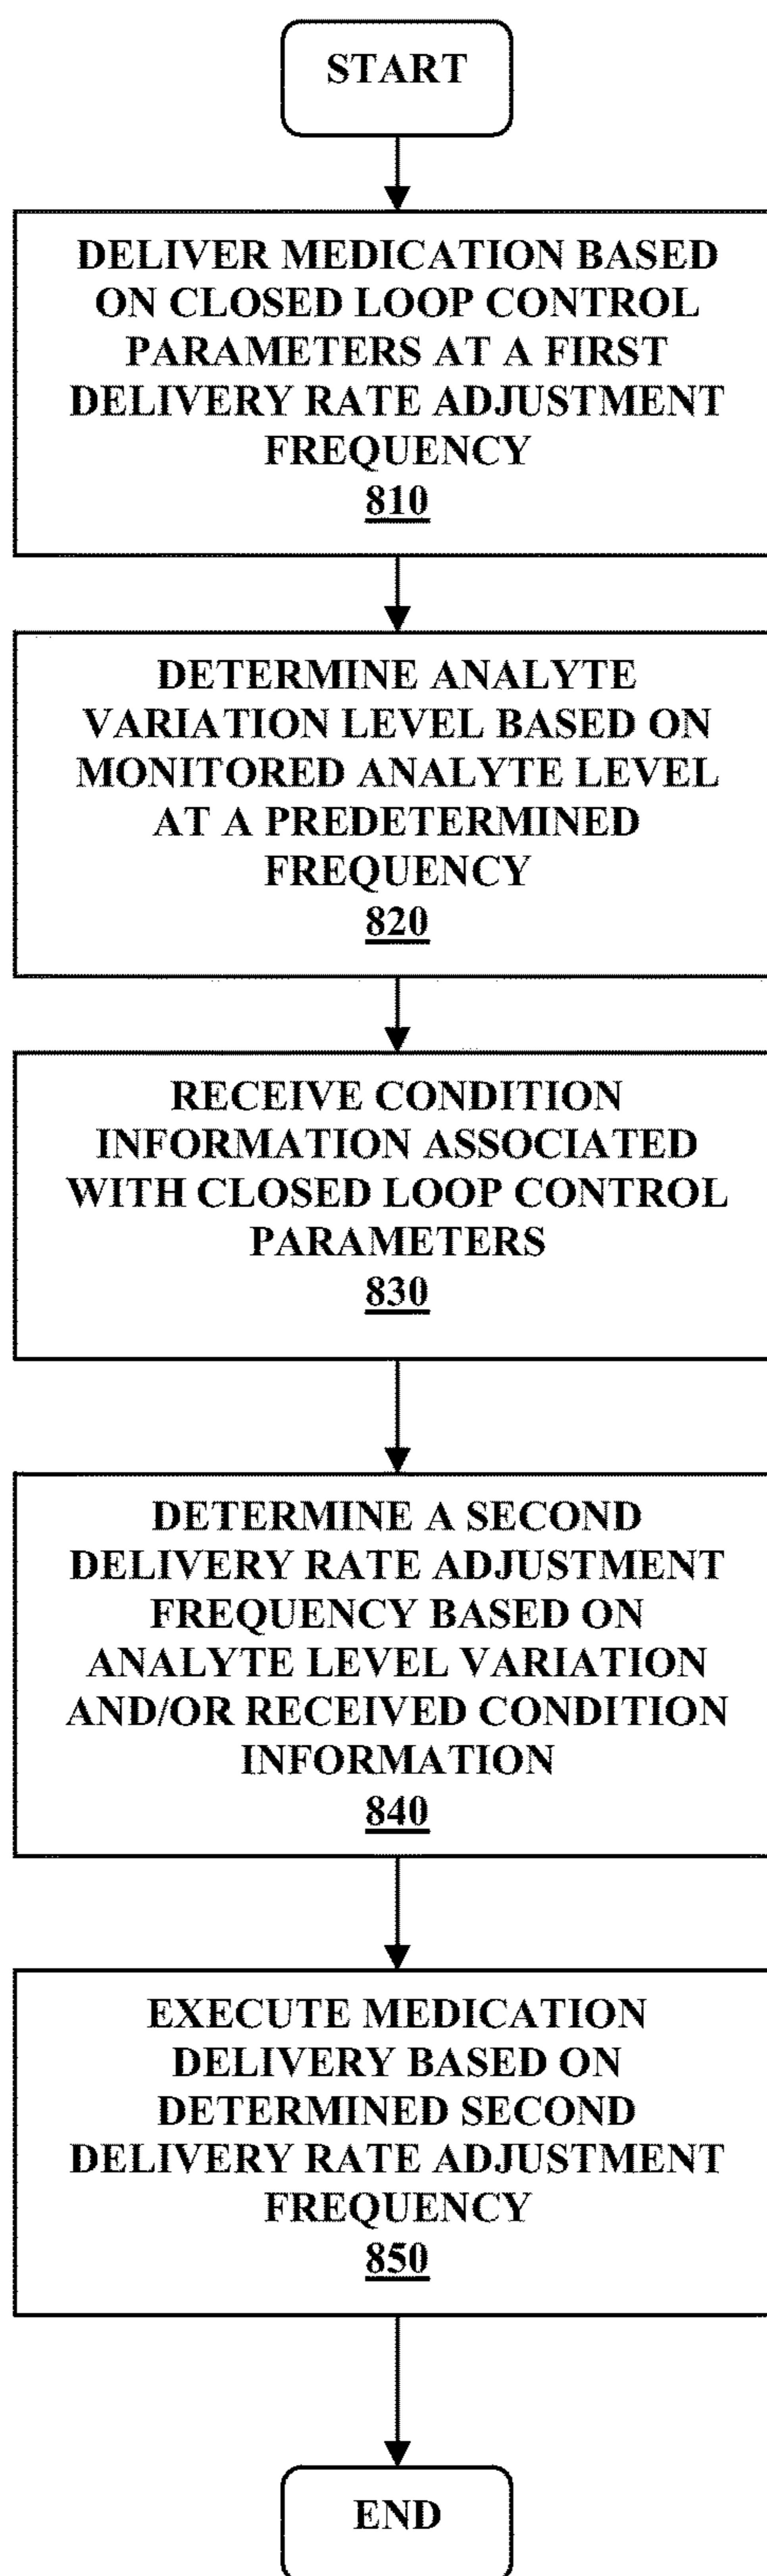 START
DELIVER MEDICATION BASED
ON CLOSED LOOP CONTROL
PARAMETERS AT A FIRST
DELIVERY RATE ADJUSTMENT
FREQUENCY
810
DETERMINE ANALYTE
VARIATION LEVEL BASED ON
MONITORED ANALYTE LEVEL
AT A PREDETERMINED
FREQUENCY
820
RECEIVE CONDITION
INFORMATION ASSOCIATED
WITH CLOSED LOOP CONTROL
PARAMETERS
830
DETERMINE A SECOND
DELIVERY RATE ADJUSTMENT
FREQUENCY BASED ON
ANALYTE LEVEL VARIATION
AND/OR RECEIVED CONDITION
INFORMATION
840
EXECUTE MEDICATION
DELIVERY BASED ON
DETERMINED SECOND
DELIVERY RATE ADJUSTMENT
FREQUENCY
850
END